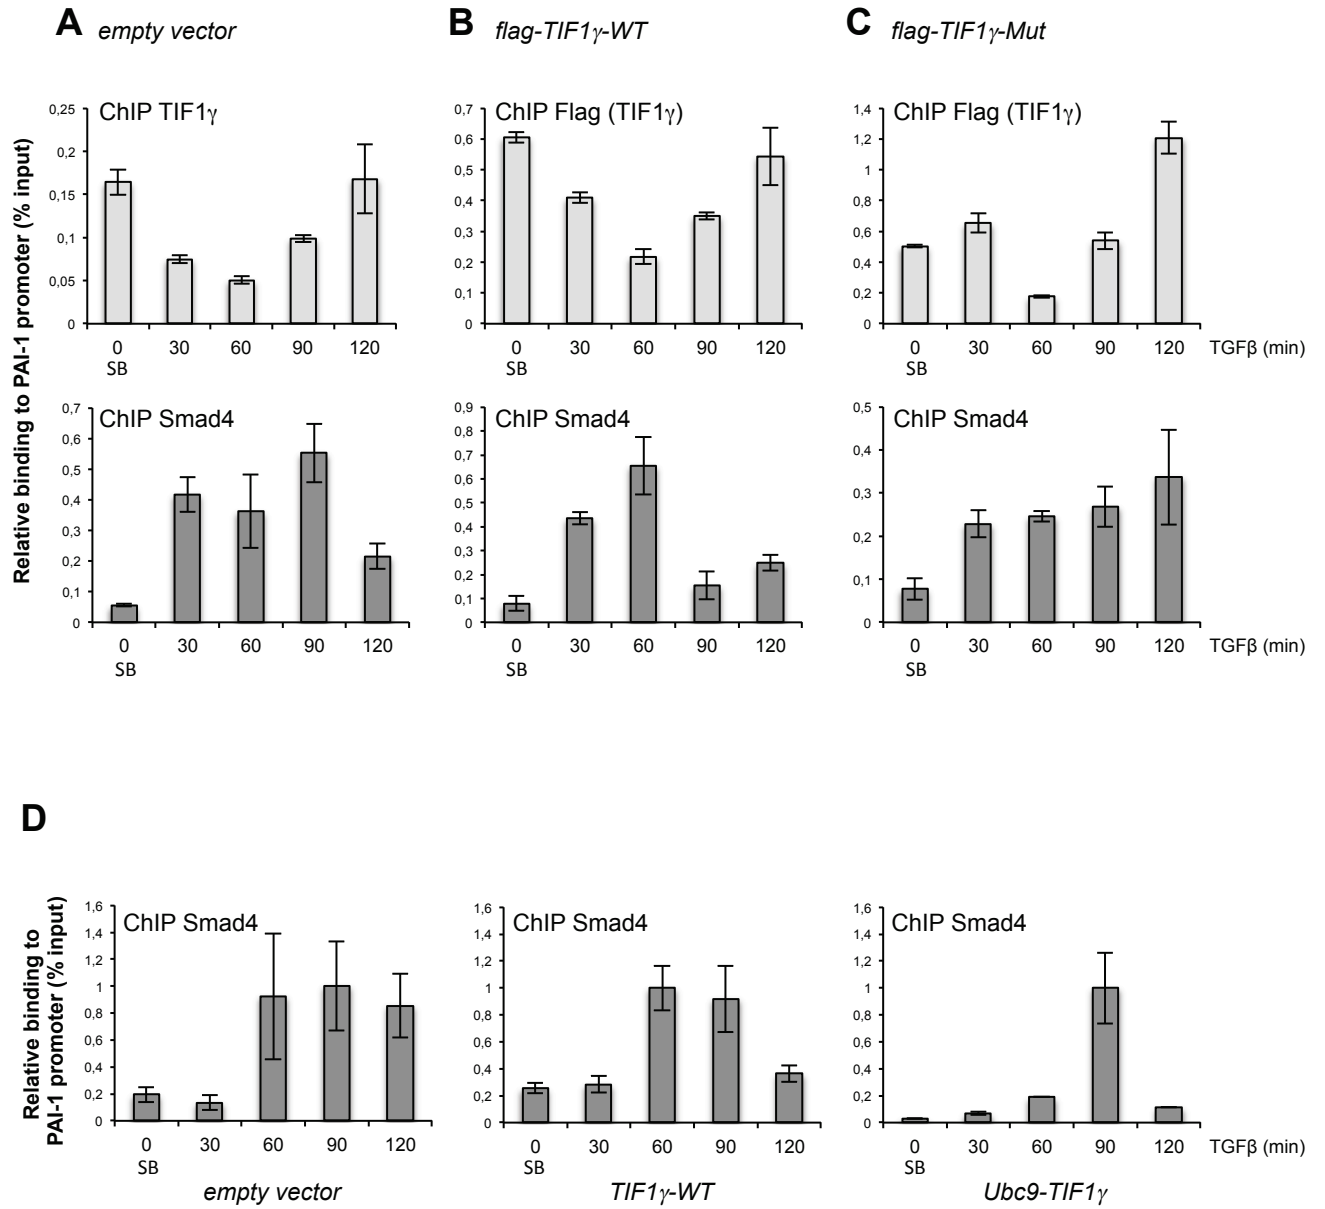 A empty vector
B flag-TIF1γ-WT
C flag-TIF1γ-Mut
Relative binding to PAI-1 promoter (% input)
ChIP TIF1γ
0,25
0,2
0,15
0,1
0,05
0
0 30 60 90 120
SB
ChIP Flag (TIF1γ)
0,7
0,6
0,5
0,4
0,3
0,2
0,1
0
0 30 60 90 120
SB
ChIP Flag (TIF1γ)
1,4
1,2
1
0,8
0,6
0,4
0,2
0
0 30 60 90 120 TGFβ (min)
SB
ChIP Smad4
0,7
0,6
0,5
0,4
0,3
0,2
0,1
0
0 30 60 90 120
SB
ChIP Smad4
0,9
0,8
0,7
0,6
0,5
0,4
0,3
0,2
0,1
0
0 30 60 90 120
SB
ChIP Smad4
0,5
0,4
0,3
0,2
0,1
0
0 30 60 90 120 TGFβ (min)
SB
D
Relative binding to
PAI-1 promoter (% input)
ChIP Smad4
1,6
1,4
1,2
1
0,8
0,6
0,4
0,2
0
0 30 60 90 120
SB
empty vector
ChIP Smad4
1,6
1,4
1,2
1
0,8
0,6
0,4
0,2
0
0 30 60 90 120
SB
TIF1γ-WT
ChIP Smad4
1,6
1,4
1,2
1
0,8
0,6
0,4
0,2
0
0 30 60 90 120 TGFβ (min)
SB
Ubc9-TIF1γ